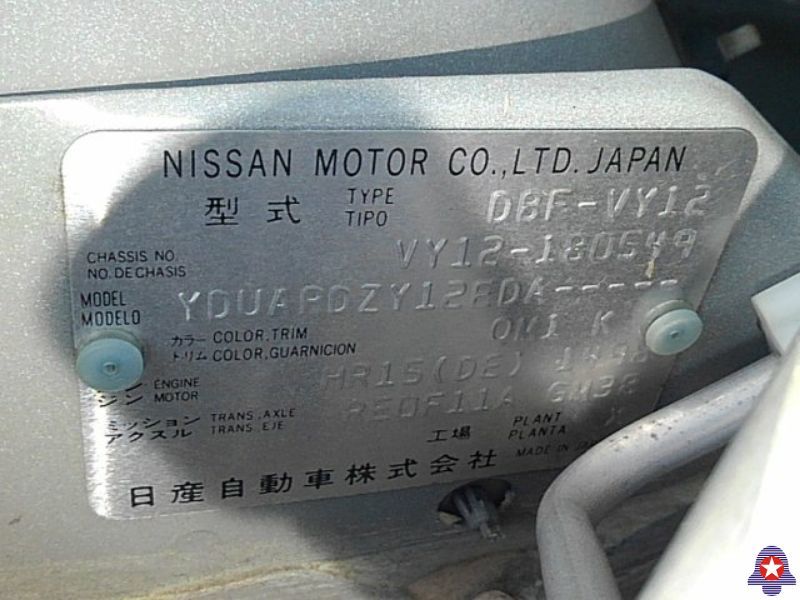 NISSAN MOTOR CO.,LTD. JAPAN
型式 TYPE TIPO DBF-VY12
CHASSIS NO. NO. DE CHASIS VY12-180549
MODEL MODELO
カラー COLOR,TRIM トリム COLOR,GUARNICION QM1 K
ENGINE MOTOR HR15(DE)
ミッション TRANS.AXLE アクスル TRANS.EJE RE0F11A
工場 PLANT PLANTA
日産自動車株式会社 MADE IN